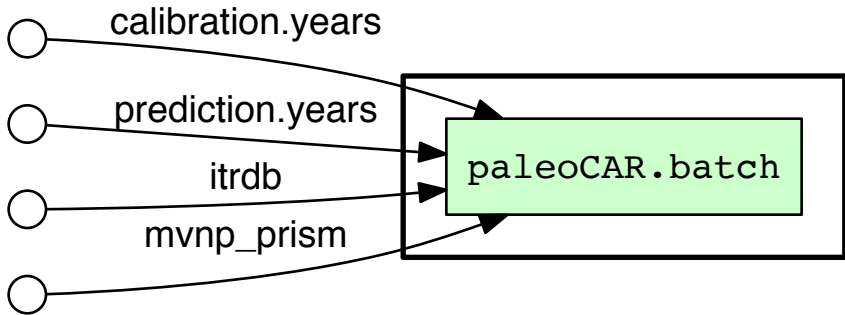 calibration.years
prediction.years
itrdb
mvnp_prism
paleoCAR.batch